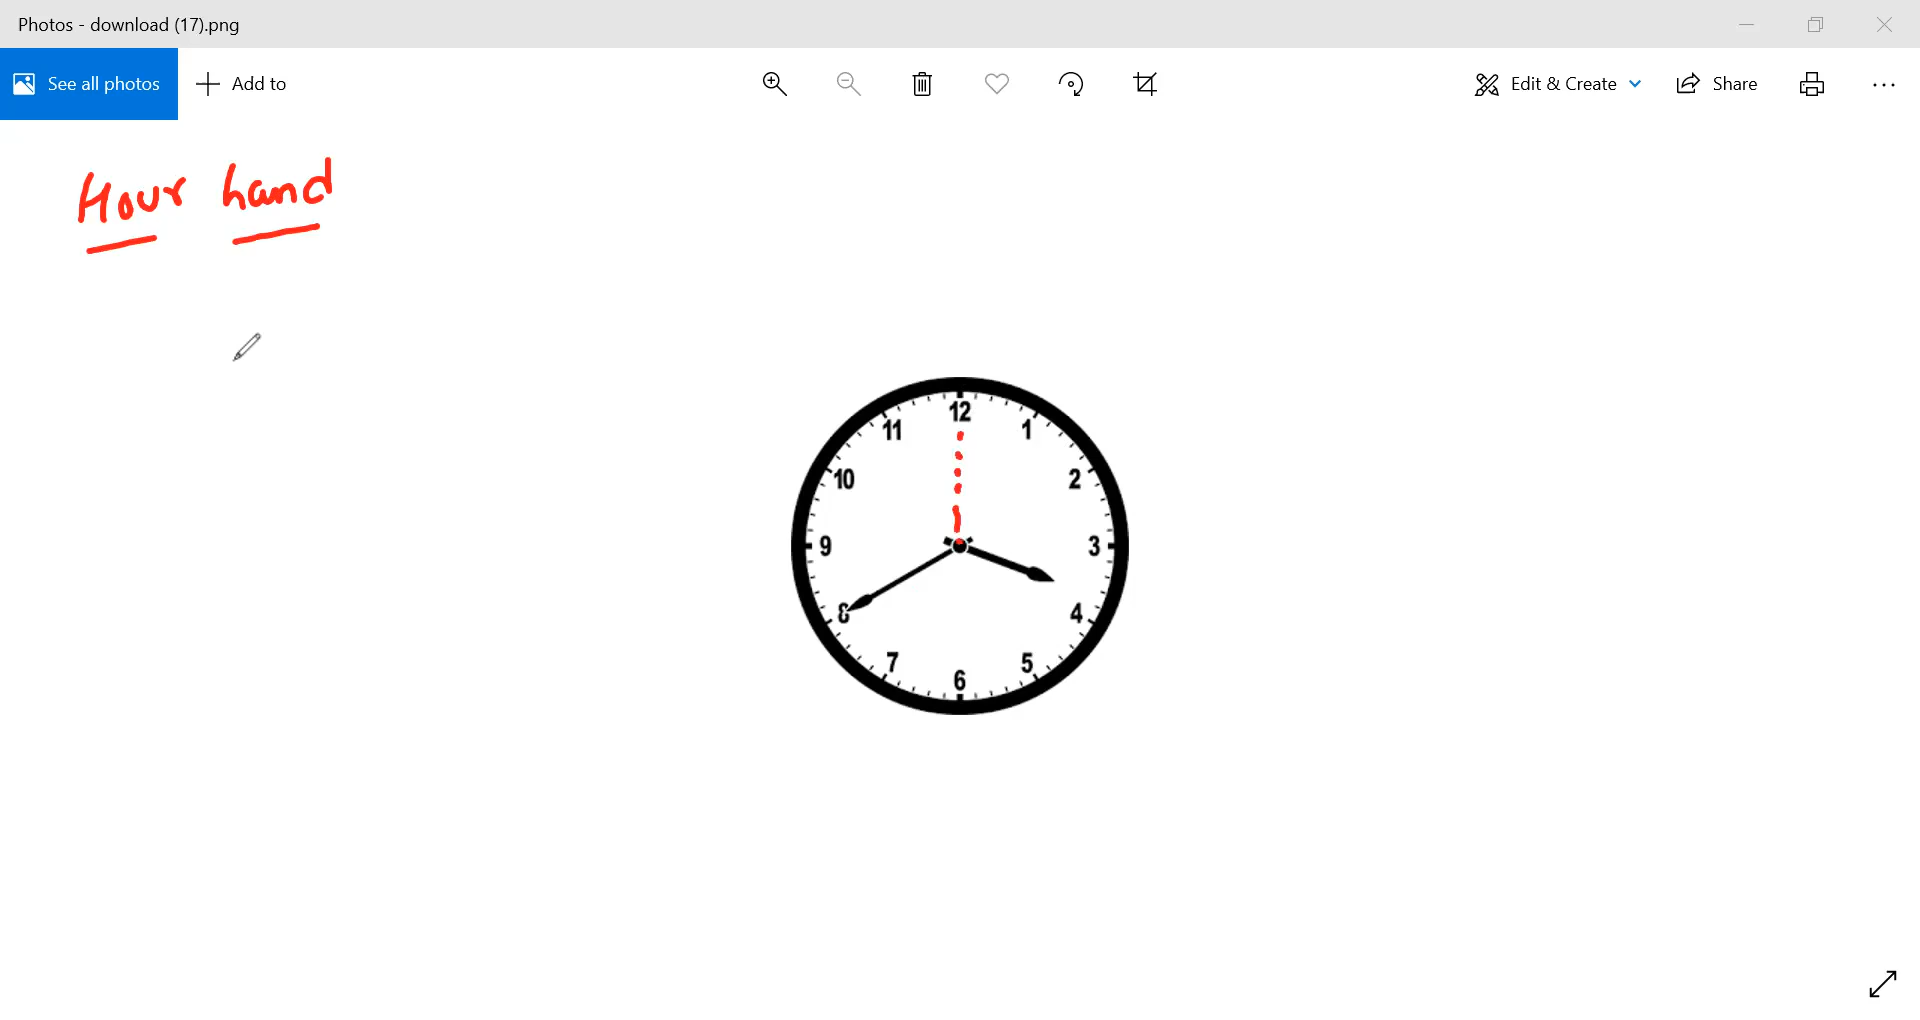 Photos - download (17).png
See all photos
Add to
Edit & Create
Share
Hour hand
12
11
1
10
2
9
3
8
4
7
5
6